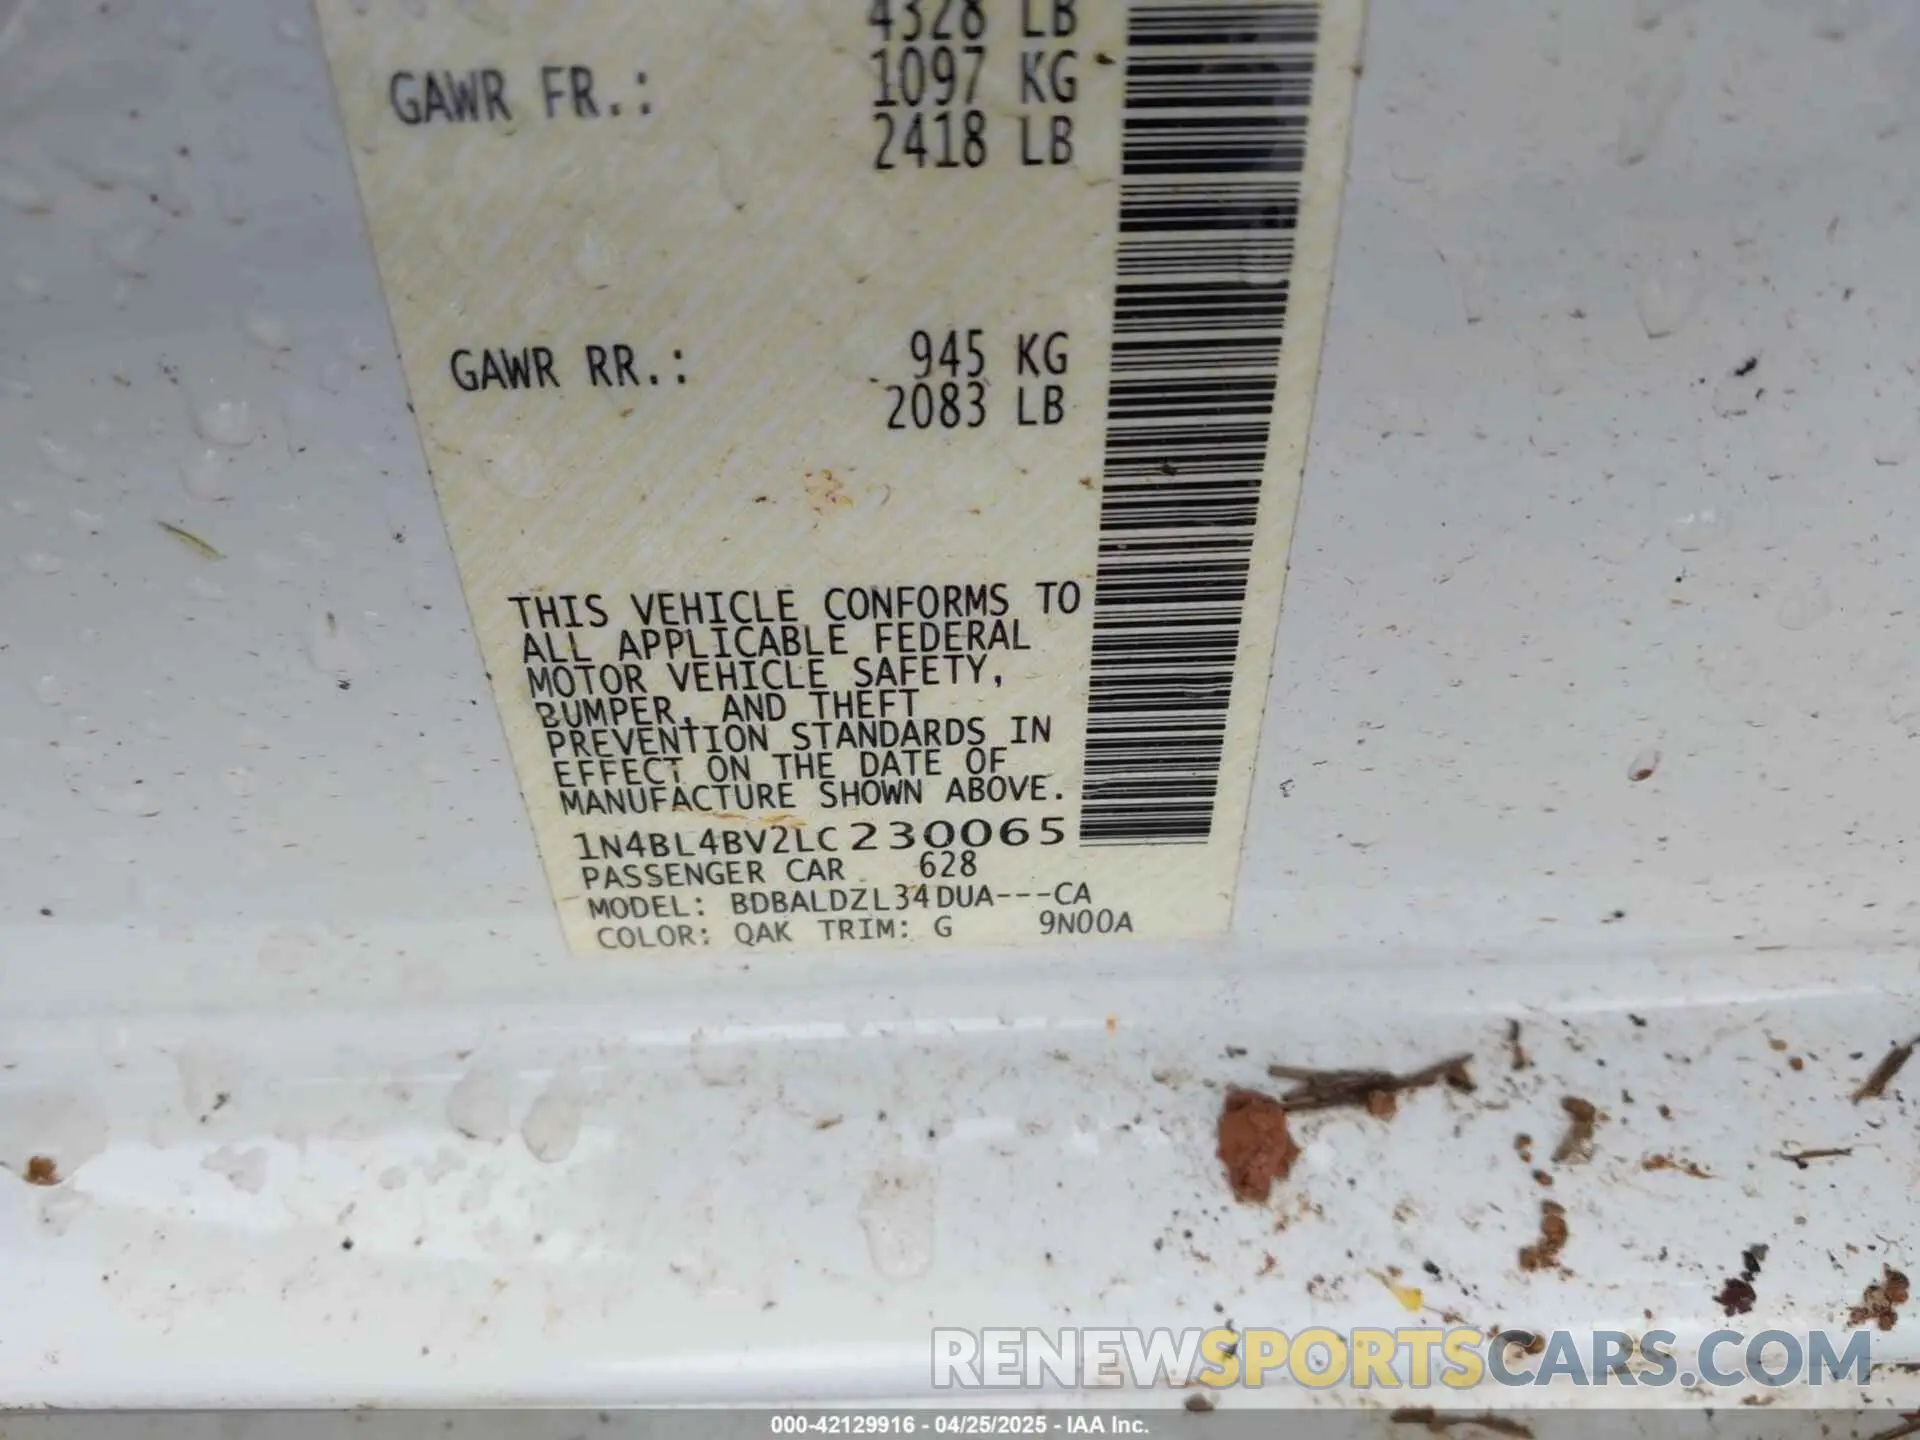 4328 LB
GAWR FR.: 1097 KG
2418 LB
GAWR RR.: 945 KG
2083 LB
THIS VEHICLE CONFORMS TO
ALL APPLICABLE FEDERAL
MOTOR VEHICLE SAFETY,
BUMPER, AND THEFT
PREVENTION STANDARDS IN
EFFECT ON THE DATE OF
MANUFACTURE SHOWN ABOVE.
1N4BL4BV2LC230065
PASSENGER CAR 628
MODEL: BDBALDZL34DUA---CA
COLOR: QAK TRIM: G 9N00A
RENEWSPORTSCARS.COM
000-42129916 - 04/25/2025 - IAA Inc.